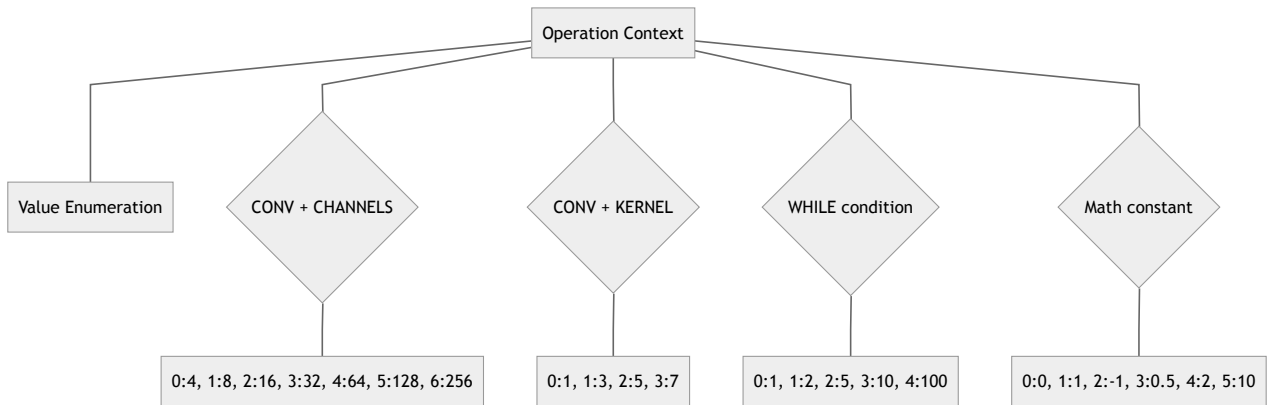 Operation Context
Value Enumeration
CONV + CHANNELS
CONV + KERNEL
WHILE condition
Math constant
0:4, 1:8, 2:16, 3:32, 4:64, 5:128, 6:256
0:1, 1:3, 2:5, 3:7
0:1, 1:2, 2:5, 3:10, 4:100
0:0, 1:1, 2:-1, 3:0.5, 4:2, 5:10